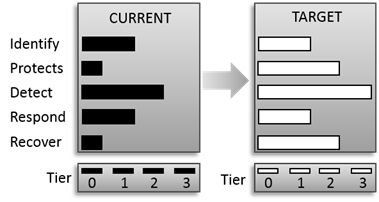 CURRENT
TARGET
Identify
Protects
Detect
Respond
Recover
Tier 0 1 2 3
Tier 0 1 2 3